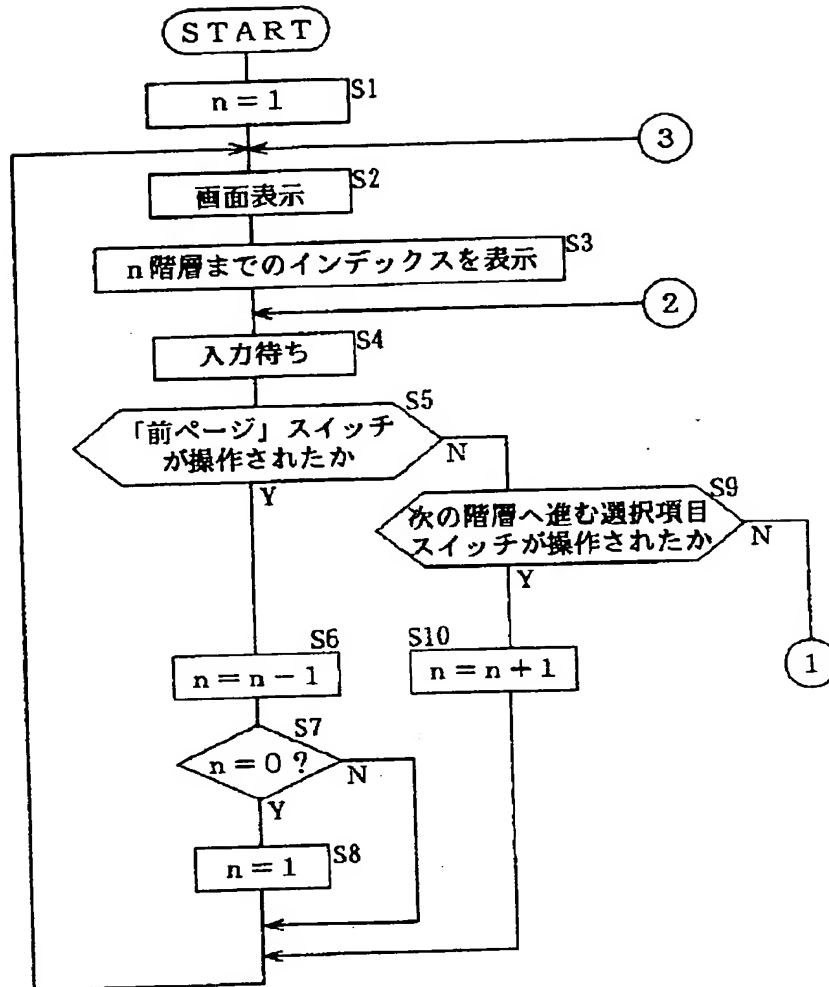 START
n=1
S1
3
画面表示
S2
n階層までのインデックスを表示
S3
2
入力待ち
S4
「前ページ」スイッチ
が操作されたか
S5
N
Y
次の階層へ進む選択項目
スイッチが操作されたか
S9
N
Y
1
n=n-1
S6
S10
n=n+1
n=0?
S7
N
Y
n=1
S8